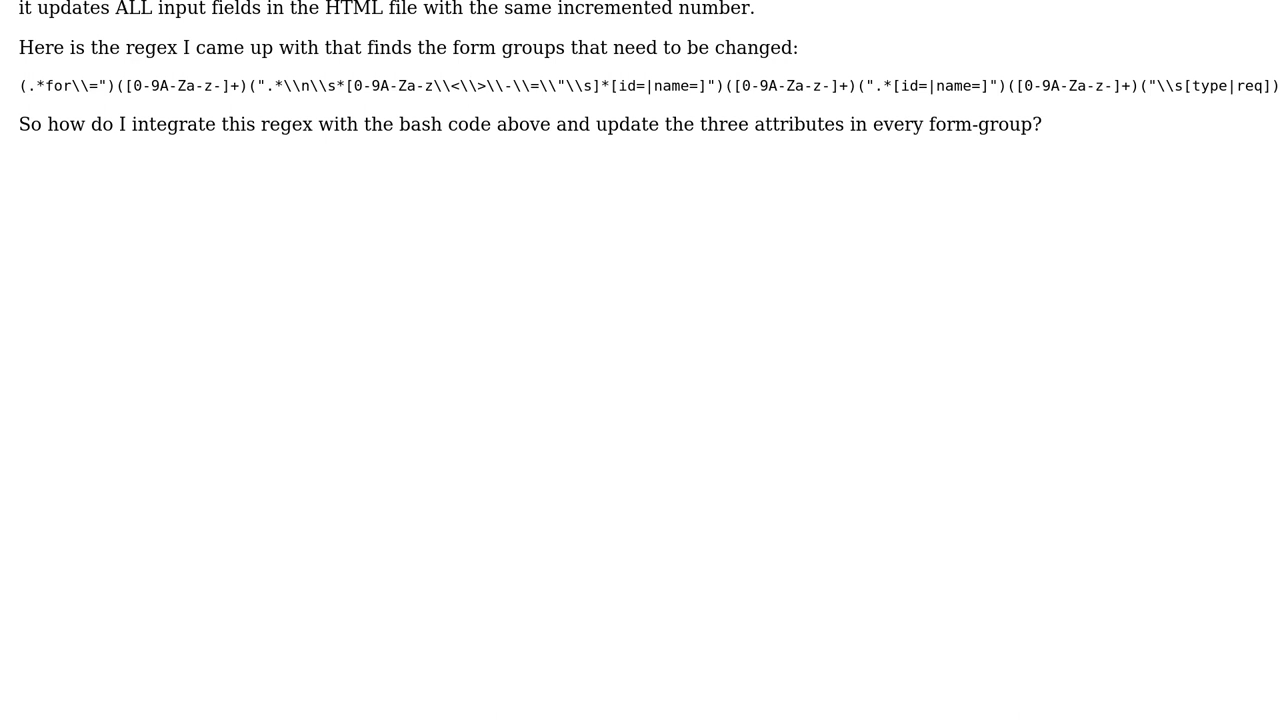 it updates ALL input fields in the HTML file with the same incremented number.
Here is the regex I came up with that finds the form groups that need to be changed:
(.*for\\=")([0-9A-Za-z-]+)(".*\\n\\s*[0-9A-Za-z\\<\\>\\-\\=\\"\\s]*[id=|name=]")([0-9A-Za-z-]+)(".*[id=|name=]")([0-9A-Za-z-]+)("\\s[type|req])
So how do I integrate this regex with the bash code above and update the three attributes in every form-group?